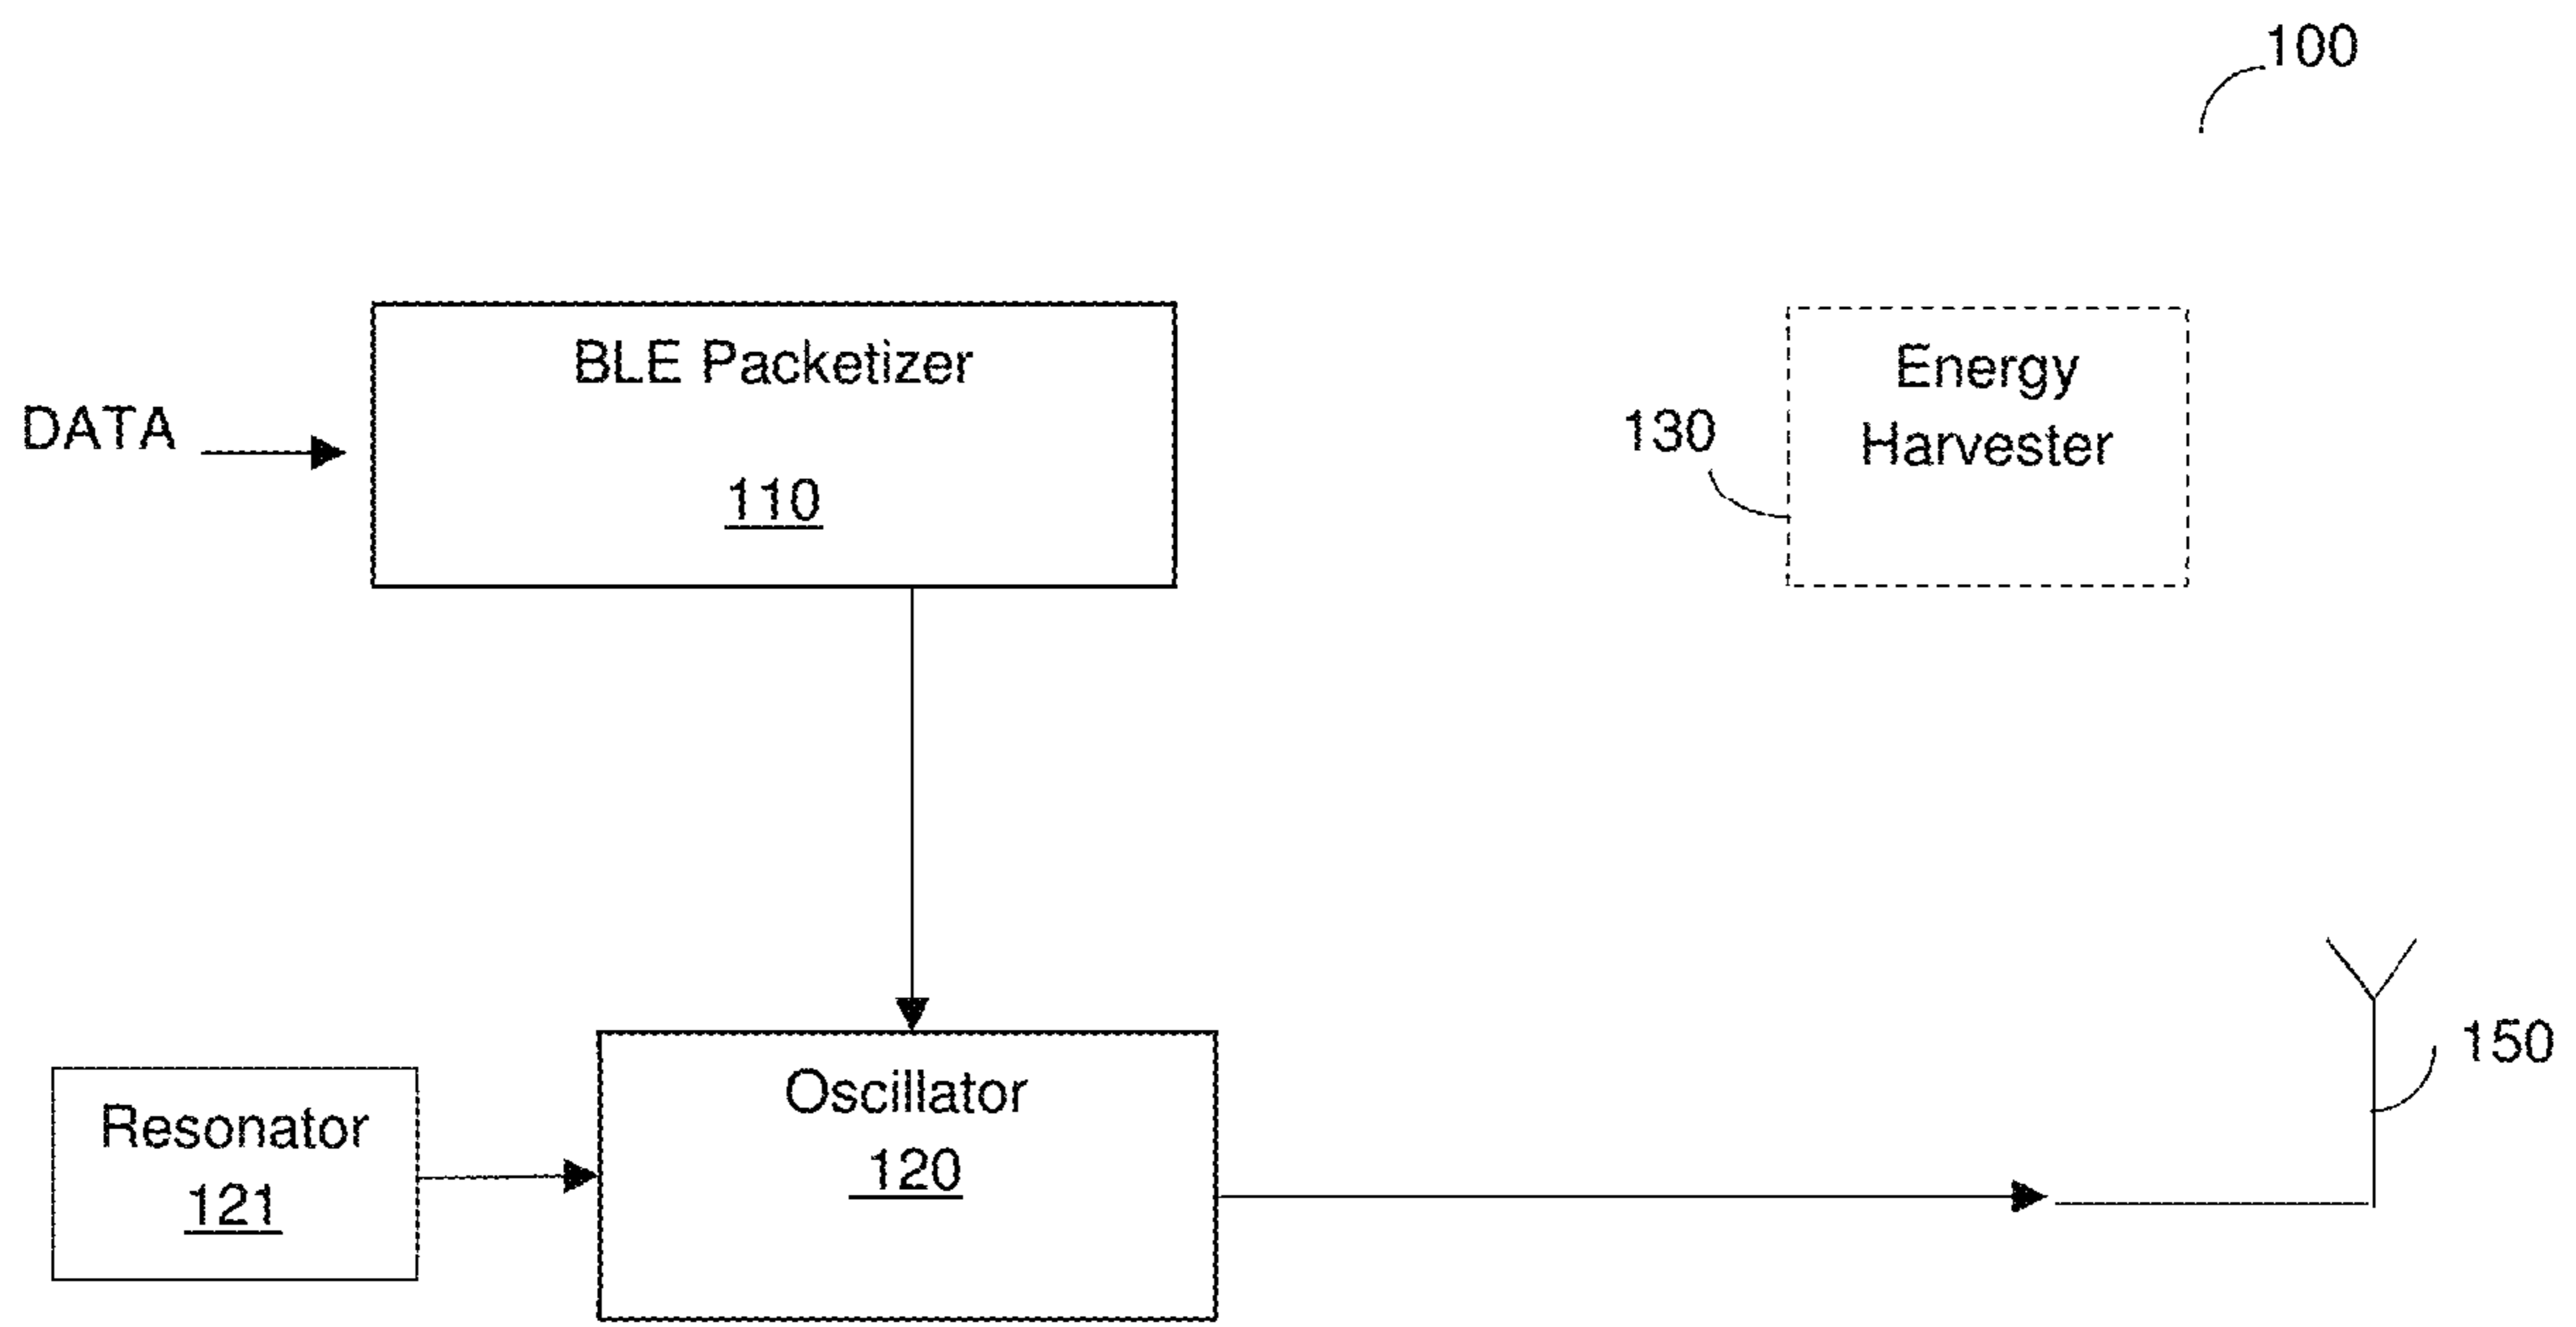 100
BLE Packetizer
110
DATA
Energy
Harvester
130
Resonator
121
Oscillator
120
150